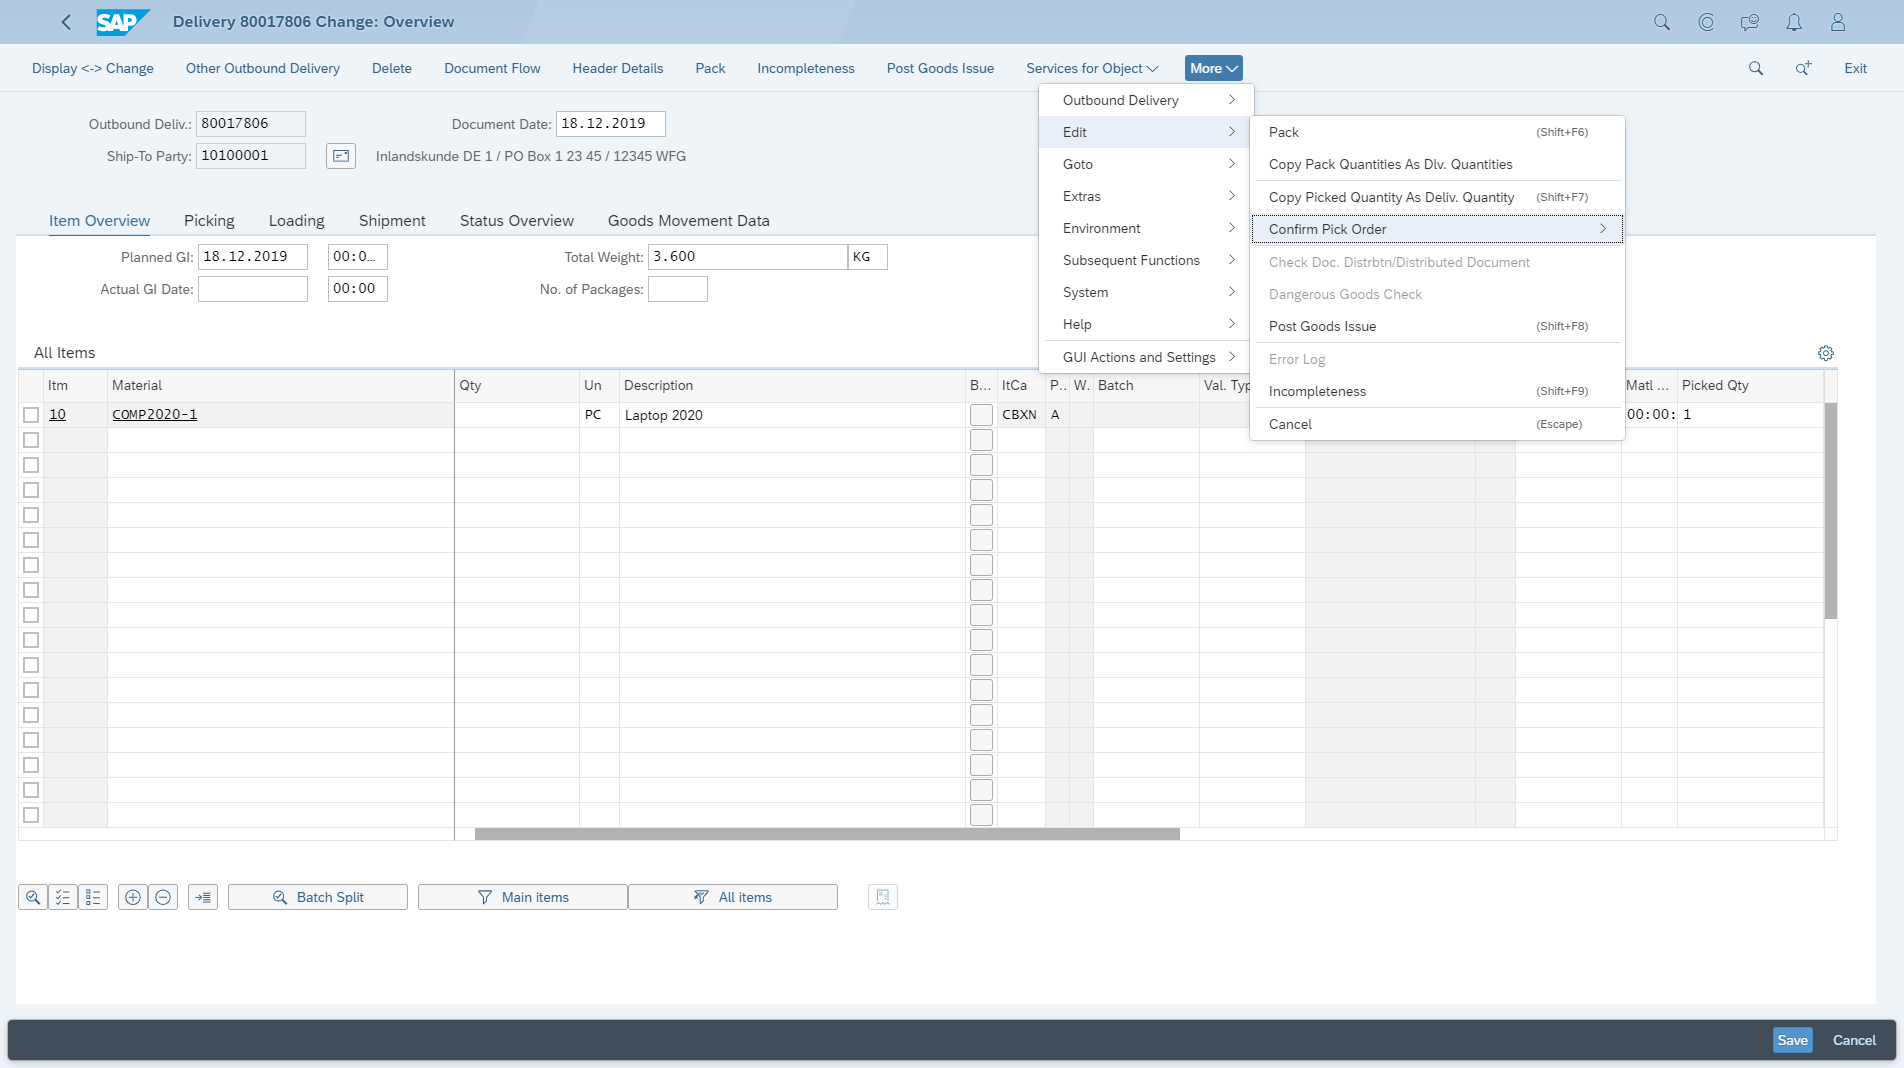 SAP Delivery 80017806 Change: Overview
Display <-> Change Other Outbound Delivery Delete Document Flow Header Details Pack Incompleteness Post Goods Issue Services for Object More Exit
Outbound Deliv.: 80017806 Document Date: 18.12.2019
Ship-To Party: 10100001 Inlandskunde DE 1 / PO Box 1 23 45 / 12345 WFG
Outbound Delivery
Edit
Goto
Extras
Environment
Subsequent Functions
System
Help
GUI Actions and Settings
Pack (Shift+F6)
Copy Pack Quantities As Dlv. Quantities
Copy Picked Quantity As Deliv. Quantity (Shift+F7)
Confirm Pick Order
Check Doc. Distrbtn/Distributed Document
Dangerous Goods Check
Post Goods Issue (Shift+F8)
Error Log
Incompleteness (Shift+F9)
Cancel (Escape)
Item Overview Picking Loading Shipment Status Overview Goods Movement Data
Planned GI: 18.12.2019 00:0... Total Weight: 3.600 KG
Actual GI Date: 00:00 No. of Packages:
All Items
Itm Material Qty Un Description B... ItCa P.. W. Batch Val. Typ Matl ... Picked Qty
10 COMP2020-1 PC Laptop 2020 CBXN A 00:00: 1
Batch Split Main items All items
Save Cancel